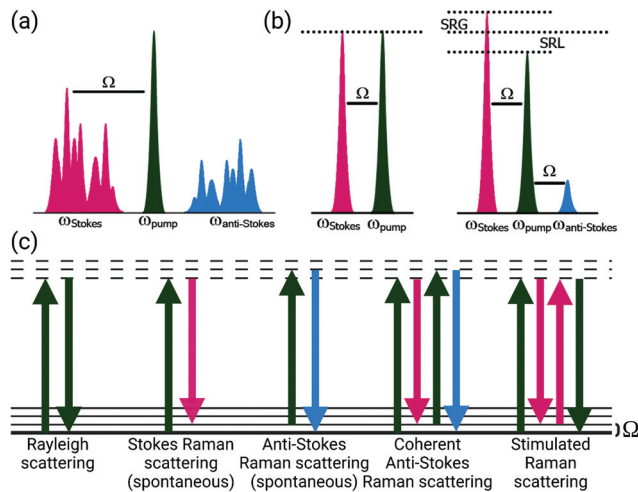 (a)
Ω
ωStokes ωpump ωanti-Stokes
(b)
Ω
ωStokes ωpump
SRG
SRL
Ω
Ω
ωStokes ωpump ωanti-Stokes
(c)
Ω
Rayleigh
scattering
Stokes Raman
scattering
(spontaneous)
Anti-Stokes
Raman scattering
(spontaneous)
Coherent
Anti-Stokes
Raman scattering
Stimulated
Raman
scattering